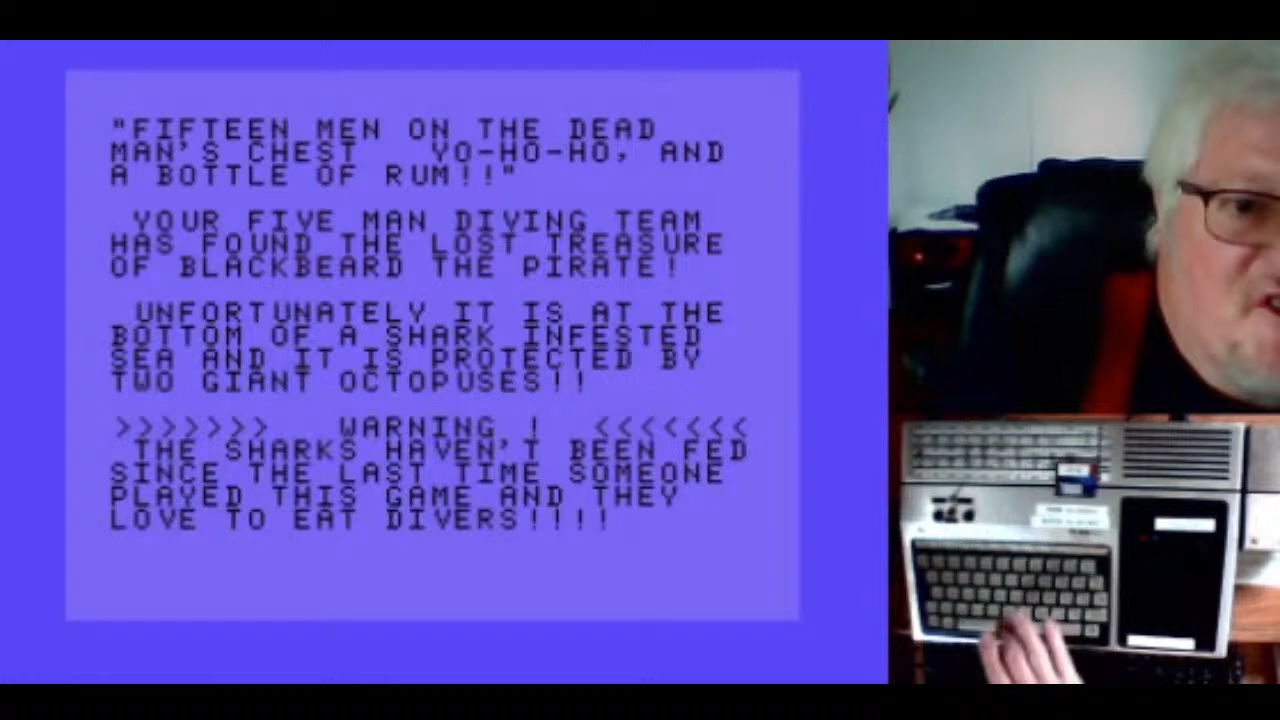 "FIFTEEN MEN ON THE DEAD
MAN'S CHEST   YO-HO-HO, AND
A BOTTLE OF RUM!!"
YOUR FIVE MAN DIVING TEAM
HAS FOUND THE LOST TREASURE
OF BLACKBEARD THE PIRATE!
UNFORTUNATELY IT IS AT THE
BOTTOM OF A SHARK INFESTED
SEA AND IT IS PROTECTED BY
TWO GIANT OCTOPUSES!!
>>>>>>>   WARNING !   <<<<<<<
THE SHARKS HAVEN'T BEEN FED
SINCE THE LAST TIME SOMEONE
PLAYED THIS GAME AND THEY
LOVE TO EAT DIVERS!!!!